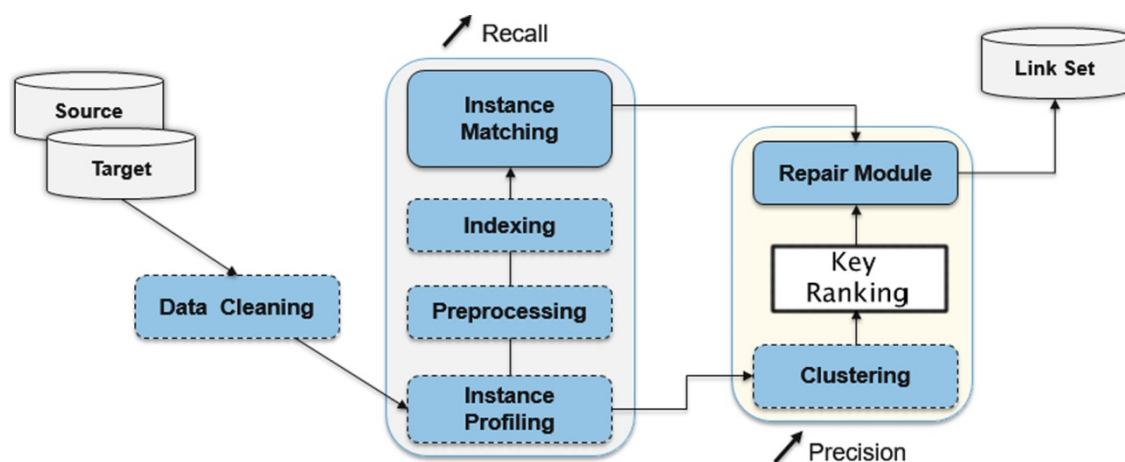 Recall
Source
Target
Link Set
Instance
Matching
Repair Module
Indexing
Key
Ranking
Data Cleaning
Preprocessing
Clustering
Instance
Profiling
Precision